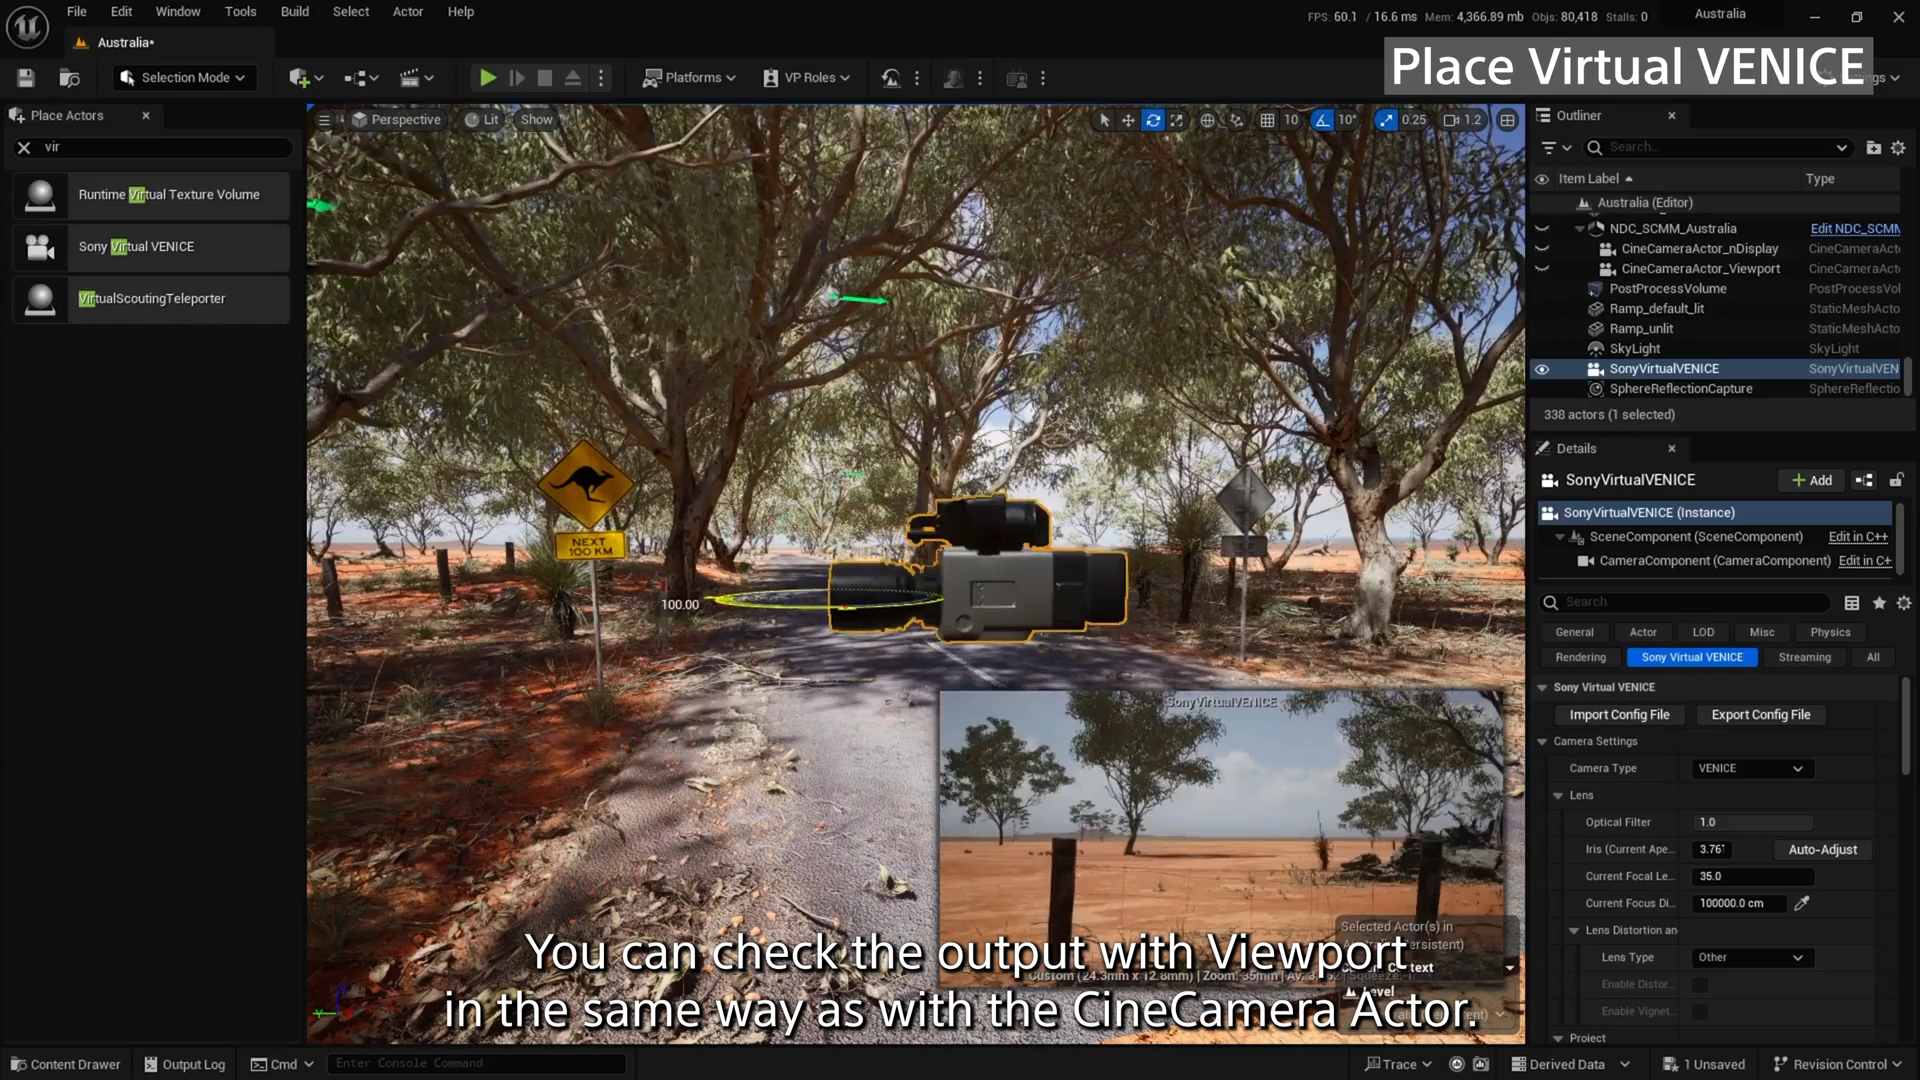 File Edit Window Tools Build Select Actor Help
FPS: 60.1 / 16.6 ms Mem: 4,366.89 mb Objs: 80,418 Stalls: 0
Australia
Australia*
Selection Mode
Platforms
VP Roles
Place Virtual VENICE
Place Actors
vir
Runtime Virtual Texture Volume
Sony Virtual VENICE
VirtualScoutingTeleporter
Perspective
Lit
Show
10
10°
0.25
1.2
NEXT
100 KM
100.00
SonyVirtualVENICE
Selected Actor(s) in
Custom (24.3mm x 12.8mm) | Zoom: 35mm
Level
You can check the output with Viewport
in the same way as with the CineCamera Actor.
Outliner
Search...
Item Label Type
Australia (Editor)
NDC_SCMM_Australia Edit NDC_SCMM
CineCameraActor_nDisplay CineCameraActo
CineCameraActor_Viewport CineCameraActo
PostProcessVolume PostProcessVol
Ramp_default_lit StaticMeshActo
Ramp_unlit StaticMeshActo
SkyLight SkyLight
SonyVirtualVENICE SonyVirtualVEN
SphereReflectionCapture SphereReflectio
338 actors (1 selected)
Details
SonyVirtualVENICE
Add
SonyVirtualVENICE (Instance)
SceneComponent (SceneComponent) Edit in C++
CameraComponent (CameraComponent) Edit in C+
Search
General Actor LOD Misc Physics
Rendering Sony Virtual VENICE Streaming All
Sony Virtual VENICE
Import Config File Export Config File
Camera Settings
Camera Type VENICE
Lens
Optical Filter 1.0
Iris (Current Ape... 3.767 Auto-Adjust
Current Focal Le... 35.0
Current Focus Di... 100000.0 cm
Lens Distortion an
Lens Type Other
Enable Distor...
Enable Vignet...
Project
Content Drawer
Output Log
Cmd
Enter Console Command
Trace
Derived Data
1 Unsaved
Revision Control